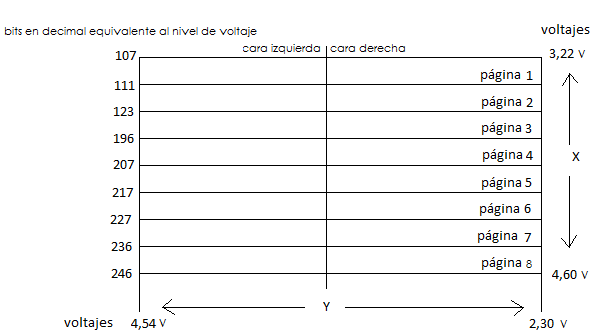 bits en decimal equivalente al nivel de voltaje
voltajes
cara izquierda cara derecha
107
3,22 V
página 1
111
página 2
123
página 3
196
página 4
X
207
página 5
217
página 6
227
página 7
236
página 8
246
4,60 V
Y
voltajes 4,54 V
2,30 V